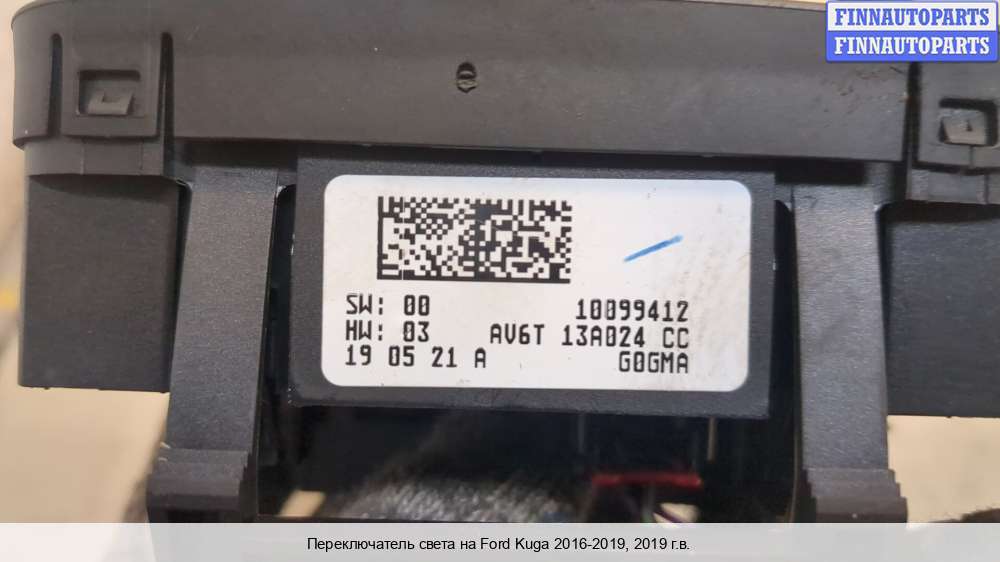 FINNAUTOPARTS
FINNAUTOPARTS
SW: 00 10099412
HW: 03 AV6T 13A024 CC
19 05 21 A G0GMA
Переключатель света на Ford Kuga 2016-2019, 2019 г.в.